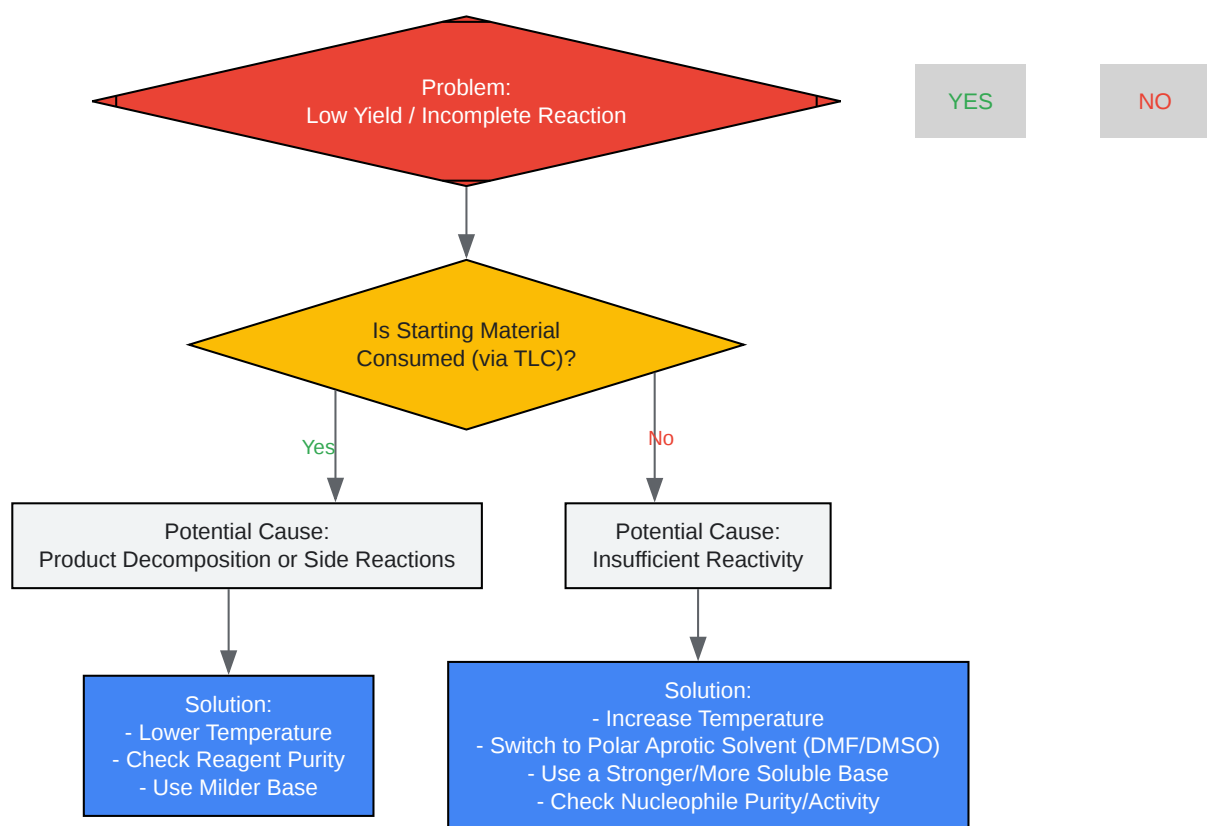 Problem:
Low Yield / Incomplete Reaction
YES
NO
Is Starting Material
Consumed (via TLC)?
Yes
No
Potential Cause:
Product Decomposition or Side Reactions
Potential Cause:
Insufficient Reactivity
Solution:
- Lower Temperature
- Check Reagent Purity
- Use Milder Base
Solution:
- Increase Temperature
- Switch to Polar Aprotic Solvent (DMF/DMSO)
- Use a Stronger/More Soluble Base
- Check Nucleophile Purity/Activity